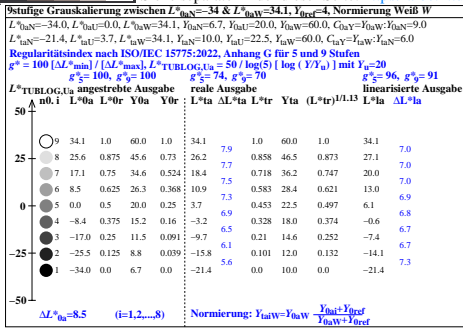 9stufige Grauskalierung zwischen L*0aN=−34 & L*0aW=34.1, Y0ref=4, Normierung Weiß W
L*0aN=−34.0, L*0aU=0.0, L*0aW=34.1, Y0aN=6.7, Y0aU=20.0, Y0aW=60.0, C0aY=Y0aW:Y0aN=9.0
L*taN=−21.4, L*taU=3.7, L*taW=34.1, YtaN=10.0, YtaU=22.5, YtaW=60.0, CtaY=YtaW:YtaN=6.0
Regularitätsindex nach ISO/IEC 15775:2022, Anhang G für 5 und 9 Stufen
g* = 100 [ΔL*min] / [ΔL*max], L*TUBLOG,Ua = 50 / log(5) [ log ( Y/Yu) ] mit Yu=20
g*5= 100, g*9= 100 g*5= 74, g*9= 70 g*5= 96, g*9= 91
L*TUBLOG,Ua angestrebte Ausgabe reale Ausgabe linearisierte Ausgabe
n0. i L*0a L*0r Y0a Y0r L*ta ΔL*ta L*tr Yta (L*tr)1/1.13 L*la ΔL*la
50
9 34.1 1.0 60.0 1.0 34.1 1.0 60.0 1.0 34.1
7.9 7.0
25 8 25.6 0.875 45.6 0.73 26.2 0.858 46.5 0.873 27.1
7.7 7.0
7 17.1 0.75 34.6 0.524 18.4 0.718 36.2 0.747 20.0
7.5 7.0
6 8.5 0.625 26.3 0.368 10.9 0.583 28.4 0.621 13.0
7.3 6.9
0 5 0.0 0.5 20.0 0.25 3.7 0.453 22.5 0.497 6.1
6.9 6.8
4 −8.4 0.375 15.2 0.16 −3.2 0.328 18.0 0.374 −0.6
6.5 6.7
3 −17.0 0.25 11.5 0.091 −9.7 0.21 14.6 0.252 −7.4
6.1 6.7
−25 2 −25.5 0.125 8.8 0.039 −15.8 0.101 12.0 0.132 −14.1
5.6 7.3
1 −34.0 0.0 6.7 0.0 −21.4 0.0 10.0 0.0 −21.4
−50
ΔL*0a=8.5 (i=1,2,...,8) Normierung: YtaiW=Y0aW Y0ai+Y0ref
Y0aW+Y0ref